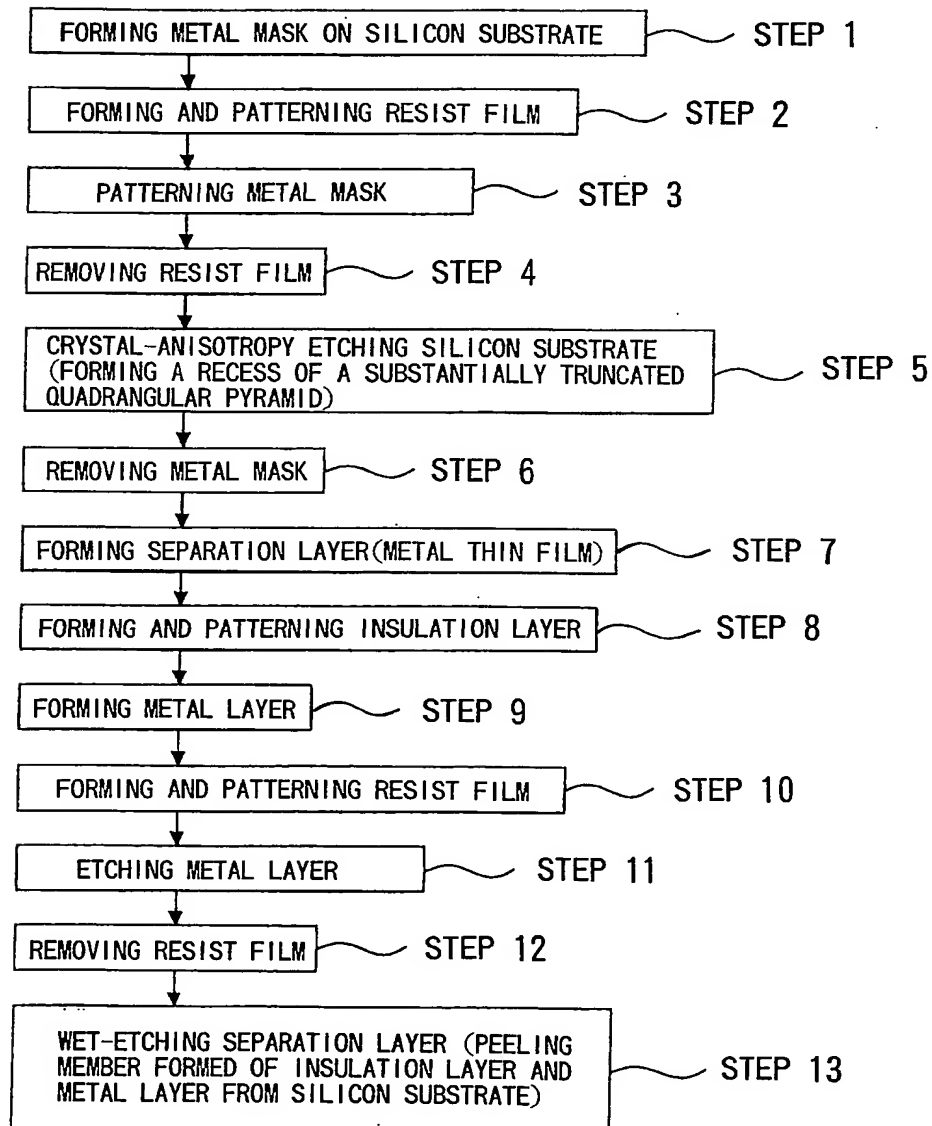 FORMING METAL MASK ON SILICON SUBSTRATE STEP 1
FORMING AND PATTERNING RESIST FILM STEP 2
PATTERNING METAL MASK STEP 3
REMOVING RESIST FILM STEP 4
CRYSTAL-ANISOTROPY ETCHING SILICON SUBSTRATE
(FORMING A RECESS OF A SUBSTANTIALLY TRUNCATED STEP 5
QUADRANGULAR PYRAMID)
REMOVING METAL MASK STEP 6
FORMING SEPARATION LAYER(METAL THIN FILM) STEP 7
FORMING AND PATTERNING INSULATION LAYER STEP 8
FORMING METAL LAYER STEP 9
FORMING AND PATTERNING RESIST FILM STEP 10
ETCHING METAL LAYER STEP 11
REMOVING RESIST FILM STEP 12
WET-ETCHING SEPARATION LAYER (PEELING
MEMBER FORMED OF INSULATION LAYER AND STEP 13
METAL LAYER FROM SILICON SUBSTRATE)